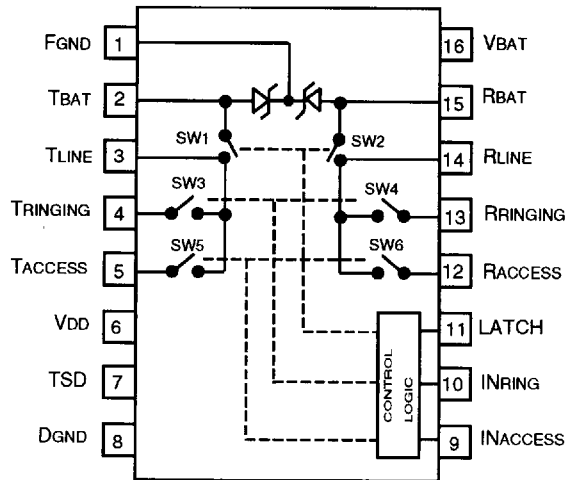 FGND 1
16 VBAT
TBAT 2
15 RBAT
SW1
SW2
TLINE 3
14 RLINE
SW3
SW4
TRINGING 4
13 RRINGING
SW5
SW6
TACCESS 5
12 RACCESS
VDD 6
11 LATCH
TSD 7
10 INRING
DGND 8
9 INACCESS
CONTROL
LOGIC